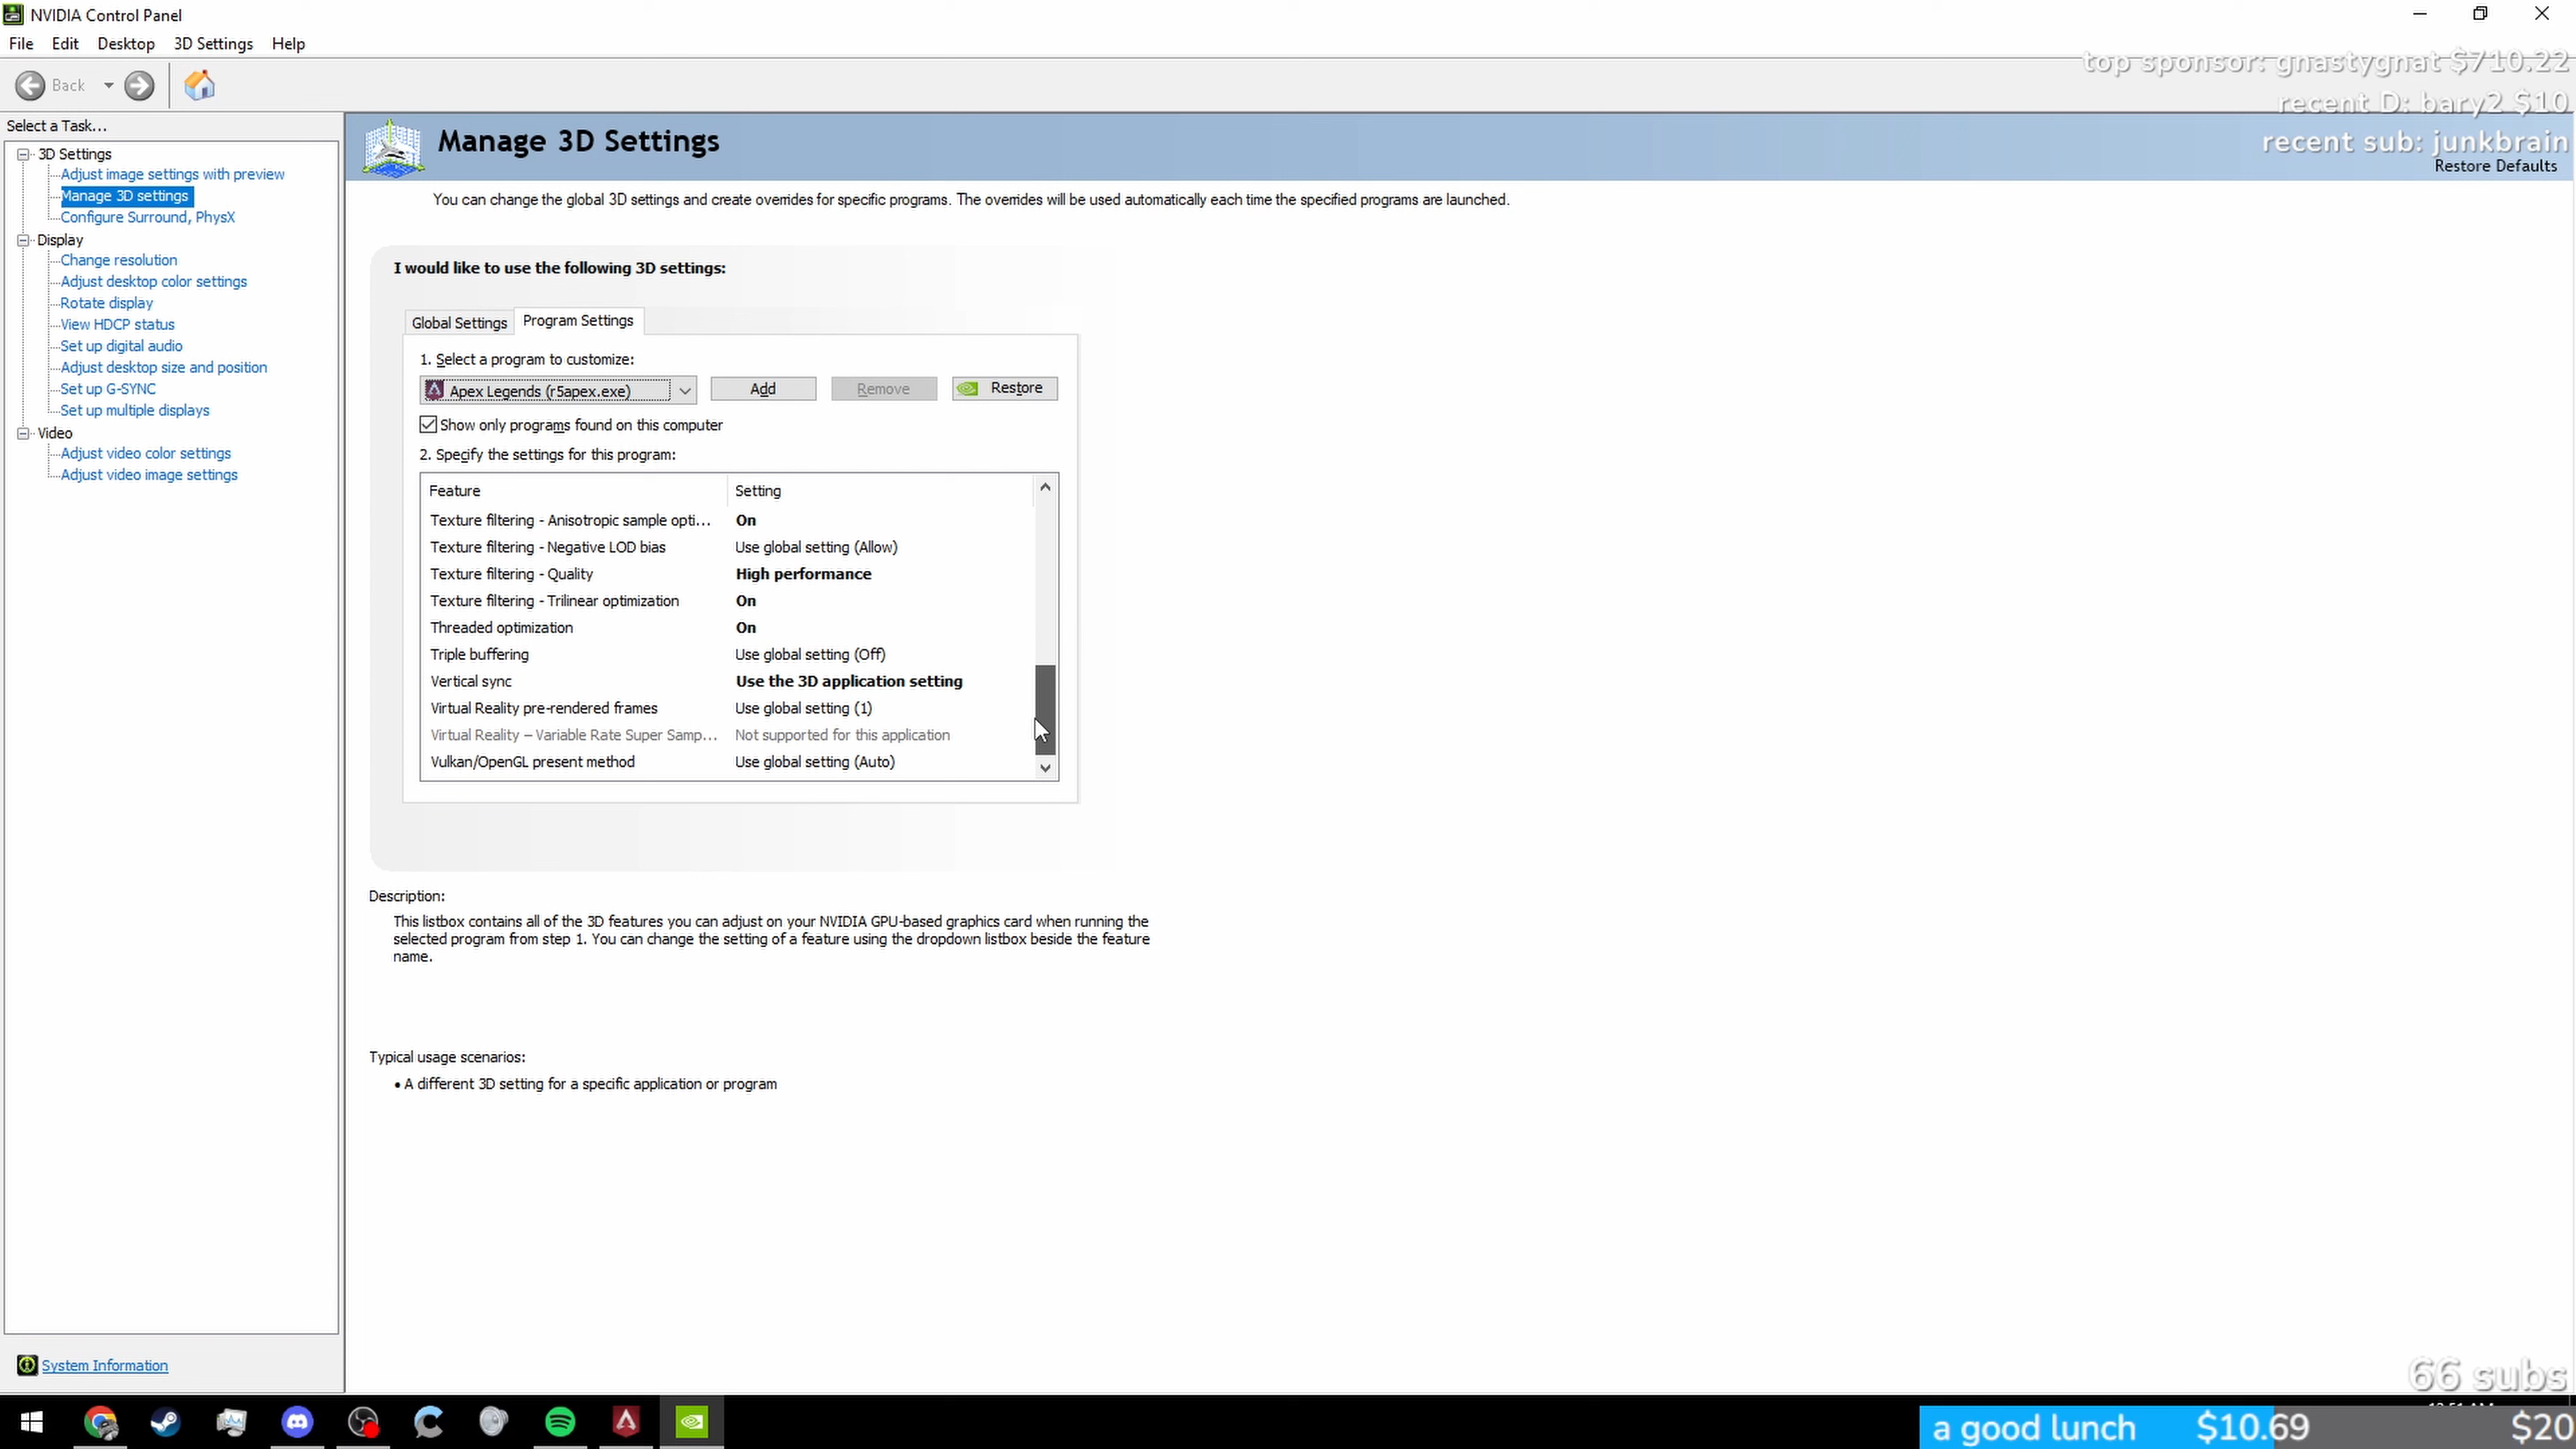 NVIDIA Control Panel
File Edit Desktop 3D Settings Help
top sponsor: gnastygnat $710.22
Back
recent D: bary2 $10
Select a Task...
3D Settings
Adjust image settings with preview
Manage 3D settings
Configure Surround, PhysX
Display
Change resolution
Adjust desktop color settings
Rotate display
View HDCP status
Set up digital audio
Adjust desktop size and position
Set up G-SYNC
Set up multiple displays
Video
Adjust video color settings
Adjust video image settings
System Information
Manage 3D Settings
recent sub: junkbrain
Restore Defaults
You can change the global 3D settings and create overrides for specific programs. The overrides will be used automatically each time the specified programs are launched.
I would like to use the following 3D settings:
Global Settings Program Settings
1. Select a program to customize:
Apex Legends (r5apex.exe) Add Remove Restore
Show only programs found on this computer
2. Specify the settings for this program:
Feature Setting
Texture filtering - Anisotropic sample opti... On
Texture filtering - Negative LOD bias Use global setting (Allow)
Texture filtering - Quality High performance
Texture filtering - Trilinear optimization On
Threaded optimization On
Triple buffering Use global setting (Off)
Vertical sync Use the 3D application setting
Virtual Reality pre-rendered frames Use global setting (1)
Virtual Reality – Variable Rate Super Samp... Not supported for this application
Vulkan/OpenGL present method Use global setting (Auto)
Description:
This listbox contains all of the 3D features you can adjust on your NVIDIA GPU-based graphics card when running the
selected program from step 1. You can change the setting of a feature using the dropdown listbox beside the feature
name.
Typical usage scenarios:
• A different 3D setting for a specific application or program
66 subs
a good lunch $10.69 $20